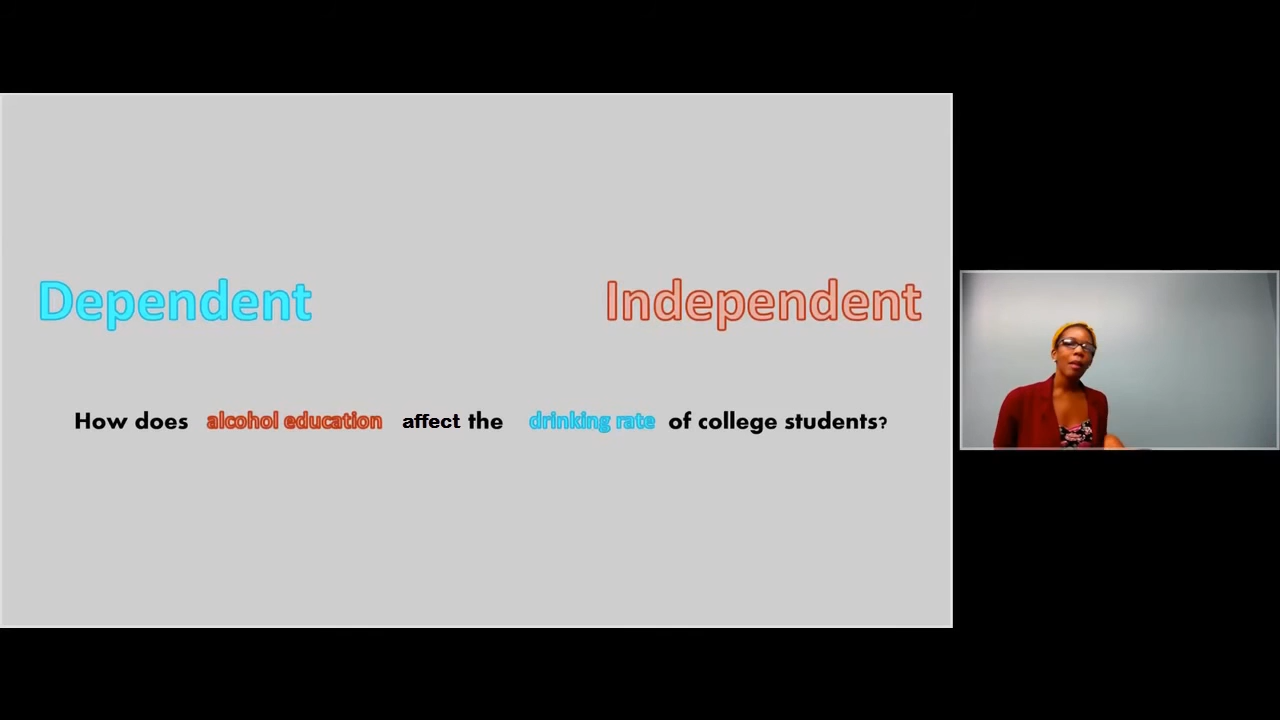 Dependent Independent
How does alcohol education affect the drinking rate of college students?